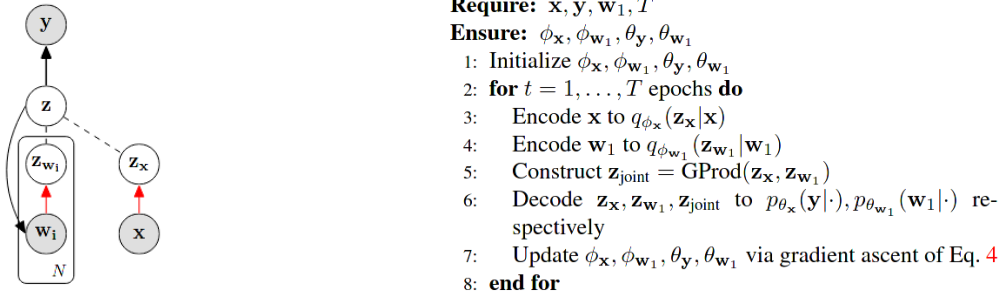 y
z
z_{w_i}
z_x
w_i
x
N
Require: x, y, w_1, T
Ensure: ϕ_x, ϕ_{w_1}, θ_y, θ_{w_1}
1: Initialize ϕ_x, ϕ_{w_1}, θ_y, θ_{w_1}
2: for t = 1, . . . , T epochs do
3: Encode x to q_{ϕ_x}(z_x|x)
4: Encode w_1 to q_{ϕ_{w_1}}(z_{w_1}|w_1)
5: Construct z_joint = GProd(z_x, z_{w_1})
6: Decode z_x, z_{w_1}, z_joint to p_{θ_x}(y|·), p_{θ_{w_1}}(w_1|·) re-
spectively
7: Update ϕ_x, ϕ_{w_1}, θ_y, θ_{w_1} via gradient ascent of Eq. 4
8: end for